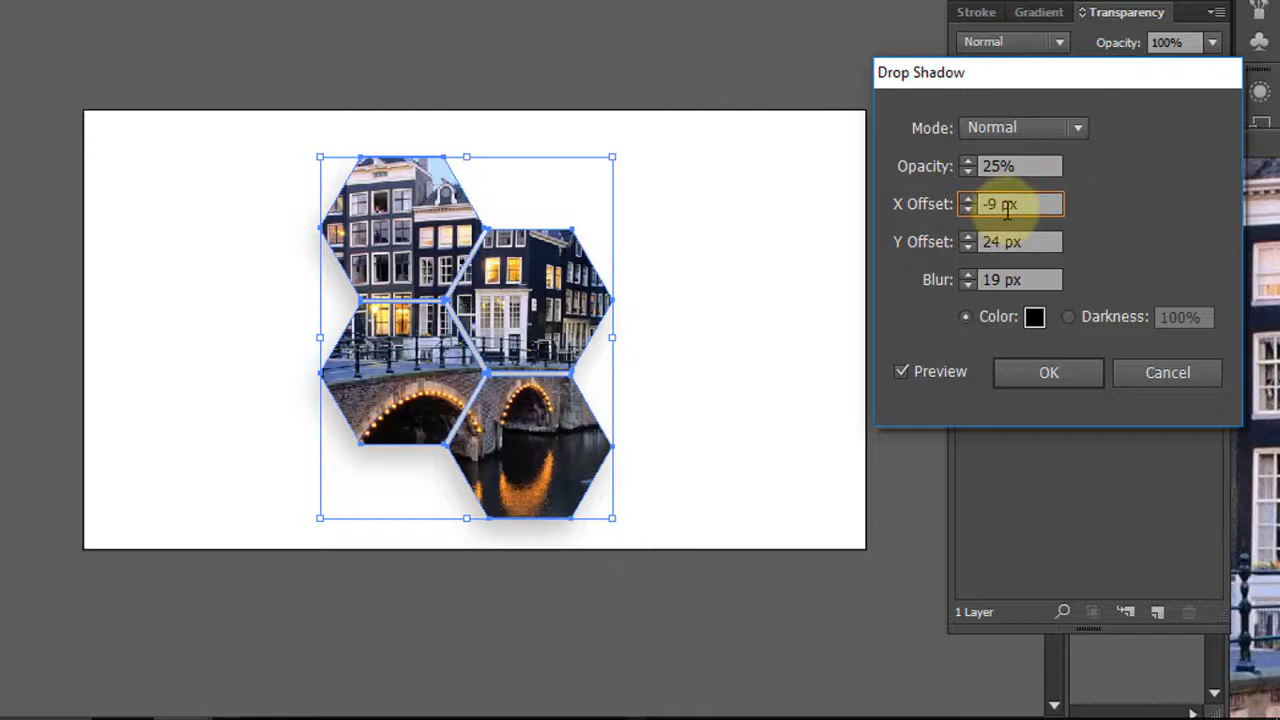 Stroke Gradient Transparency
Normal Opacity: 100%
Drop Shadow
Mode: Normal
Opacity: 25%
X Offset: -9 px
Y Offset: 24 px
Blur: 19 px
Color: Darkness: 100%
Preview OK Cancel
1 Layer